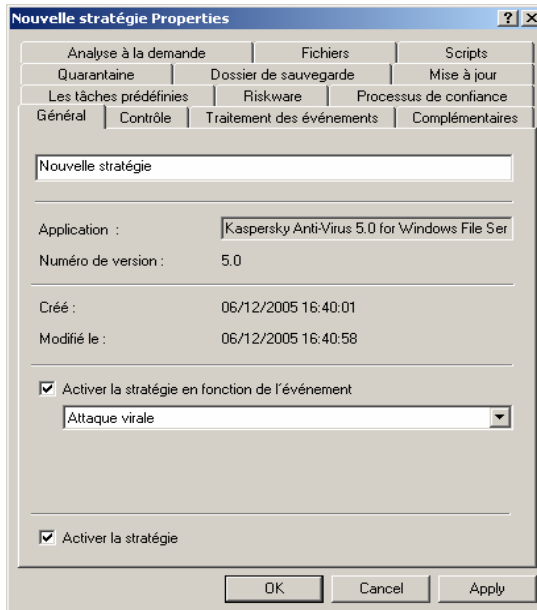 Nouvelle stratégie Properties
Analyse à la demande Fichiers Scripts
Quarantaine Dossier de sauvegarde Mise à jour
Les tâches prédéfinies Riskware Processus de confiance
Général Contrôle Traitement des événements Complémentaires
Nouvelle stratégie
Application : Kaspersky Anti-Virus 5.0 for Windows File Ser
Numéro de version : 5.0
Créé : 06/12/2005 16:40:01
Modifié le : 06/12/2005 16:40:58
Activer la stratégie en fonction de l'événement
Attaque virale
Activer la stratégie
OK Cancel Apply